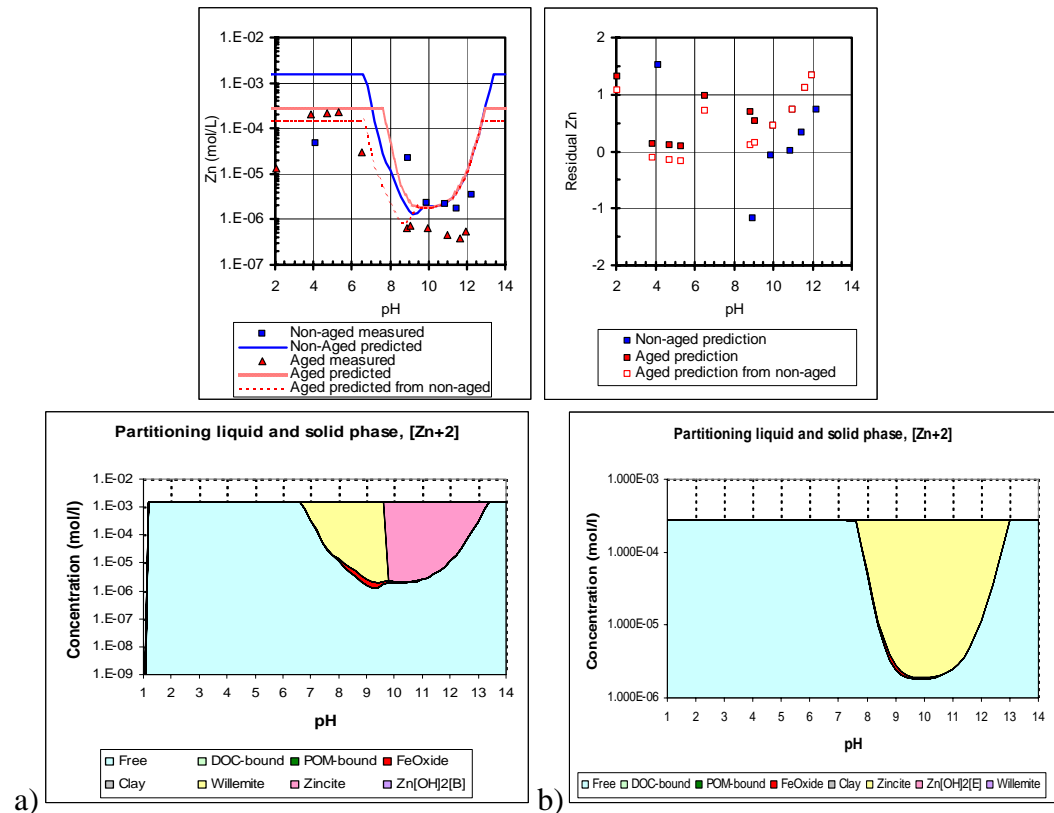 1.E-02
1.E-03
1.E-04
1.E-05
1.E-06
1.E-07
Zn (mol/L)
2 4 6 8 10 12 14
pH
Non-aged measured
Non-Aged predicted
Aged measured
Aged predicted
Aged predicted from non-aged
2
1
0
-1
-2
Residual Zn
2 4 6 8 10 12 14
pH
Non-aged prediction
Aged prediction
Aged prediction from non-aged
Partitioning liquid and solid phase, [Zn+2]
1.E-02
1.E-03
1.E-04
1.E-05
1.E-06
1.E-07
1.E-08
1.E-09
Concentration (mol/l)
1 2 3 4 5 6 7 8 9 10 11 12 13 14
pH
Free DOC-bound POM-bound FeOxide
Clay Willemite Zincite Zn[OH]2[B]
a)
Partitioning liquid and solid phase, [Zn+2]
1.000E-03
1.000E-04
1.000E-05
1.000E-06
Concentration (mol/l)
1 2 3 4 5 6 7 8 9 10 11 12 13 14
pH
Free DOC-bound POM-bound FeOxide Clay Zincite Zn[OH]2[E] Willemite
b)